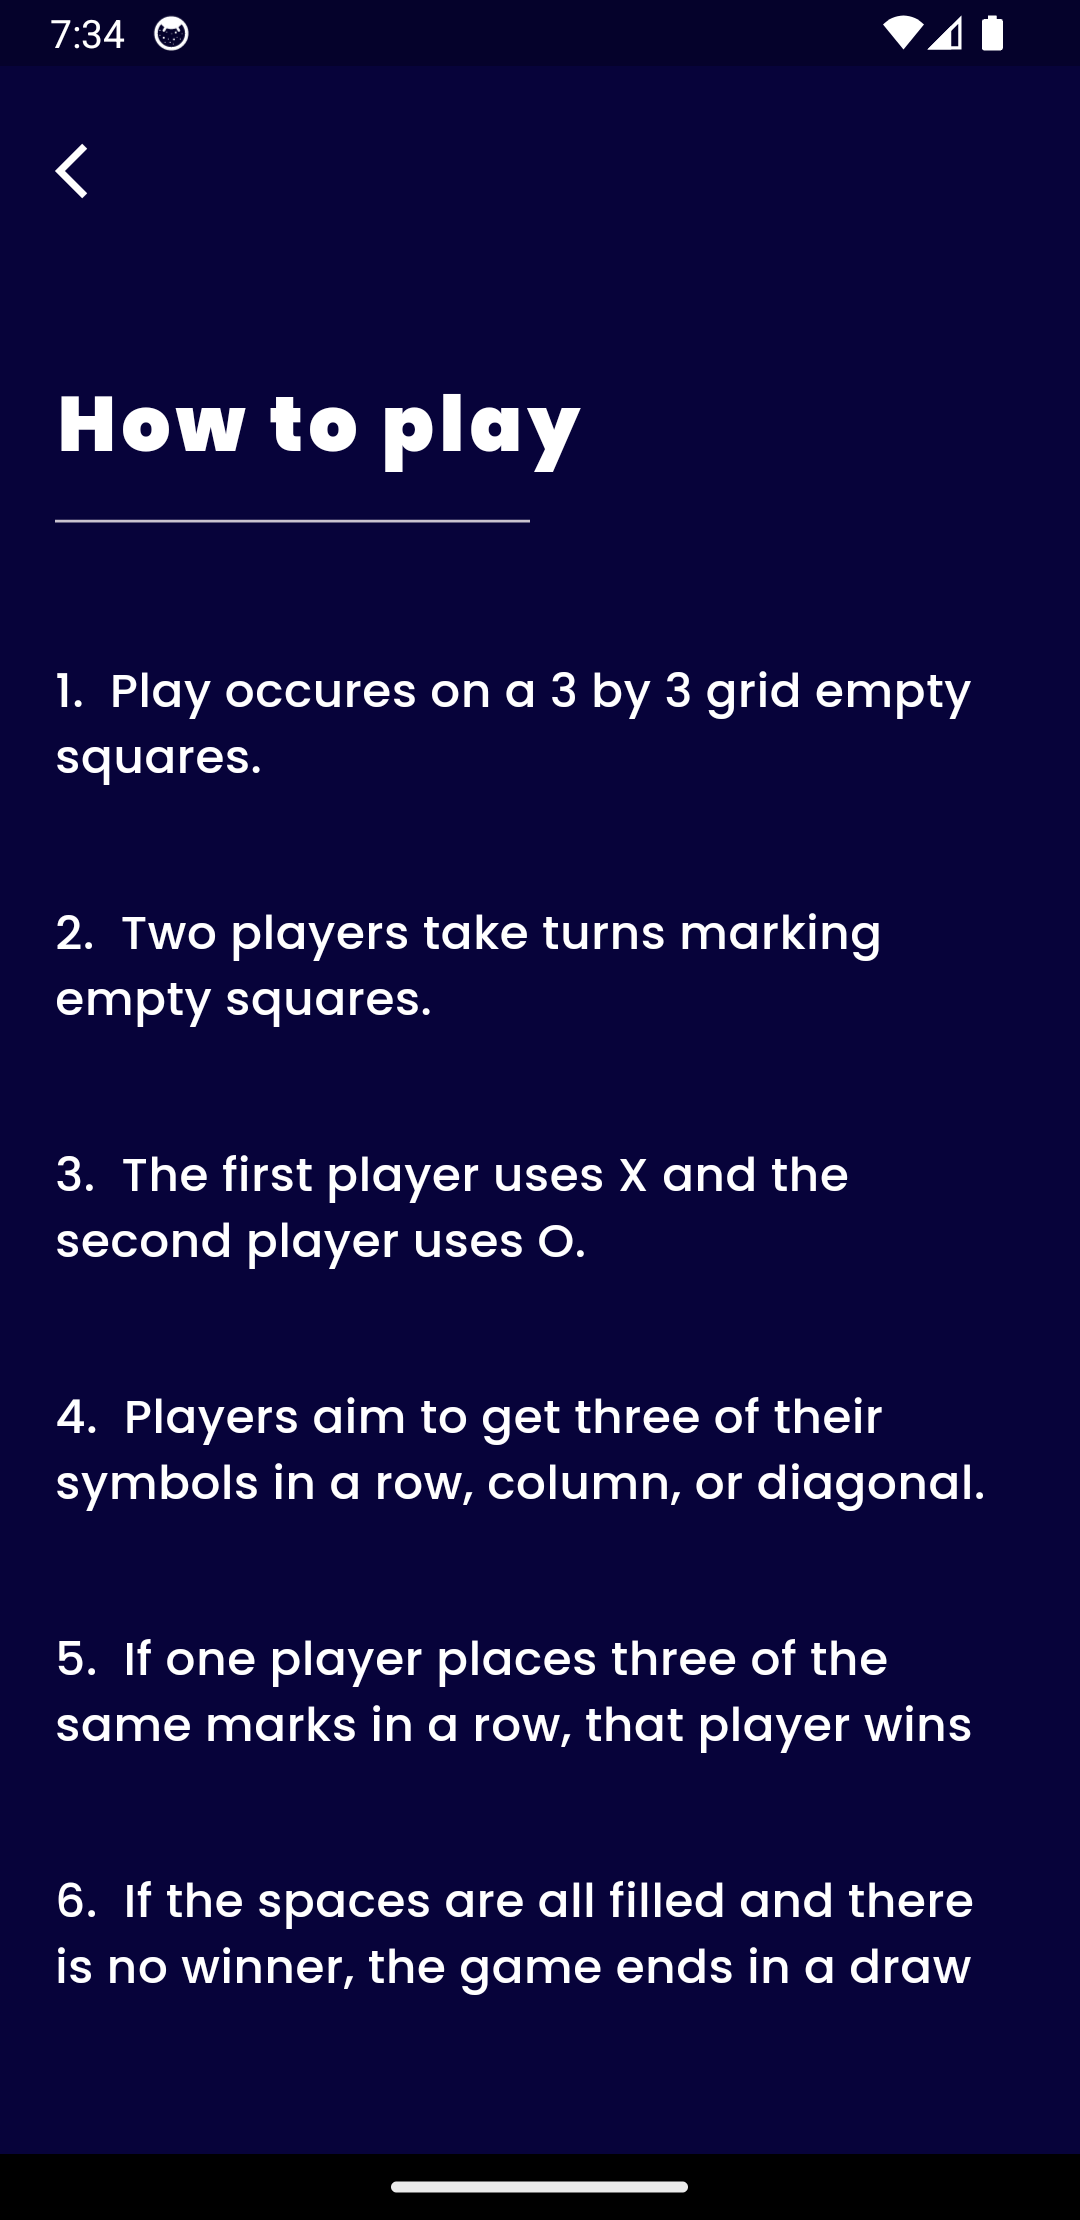 7:34
How to play
1. Play occures on a 3 by 3 grid empty
squares.
2. Two players take turns marking
empty squares.
3. The first player uses X and the
second player uses O.
4. Players aim to get three of their
symbols in a row, column, or diagonal.
5. If one player places three of the
same marks in a row, that player wins
6. If the spaces are all filled and there
is no winner, the game ends in a draw